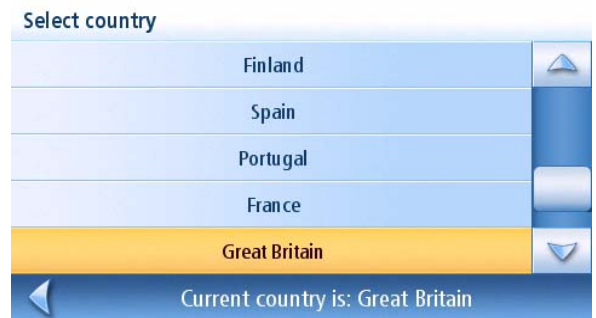 Select country
Finland
Spain
Portugal
France
Great Britain
Current country is: Great Britain